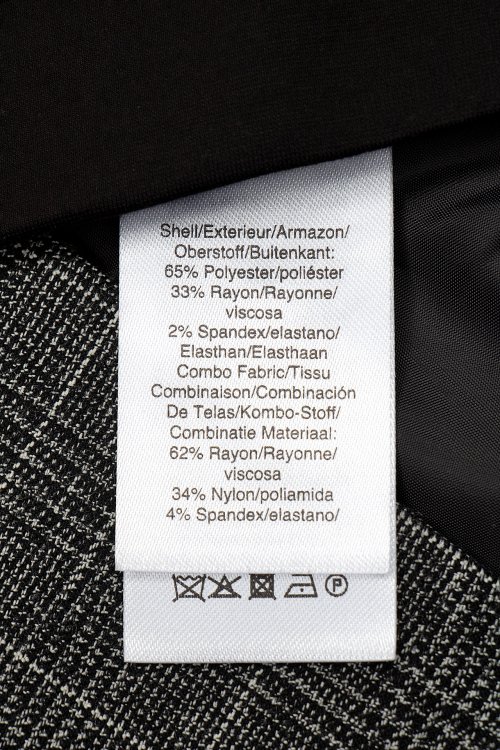 Shell/Exterieur/Armazon/
Oberstoff/Buitenkant:
65% Polyester/poliéster
33% Rayon/Rayonne/
viscosa
2% Spandex/elastano/
Elasthan/Elasthaan
Combo Fabric/Tissu
Combinaison/Combinación
De Telas/Kombo-Stoff/
Combinatie Materiaal:
62% Rayon/Rayonne/
viscosa
34% Nylon/poliamida
4% Spandex/elastano/
P